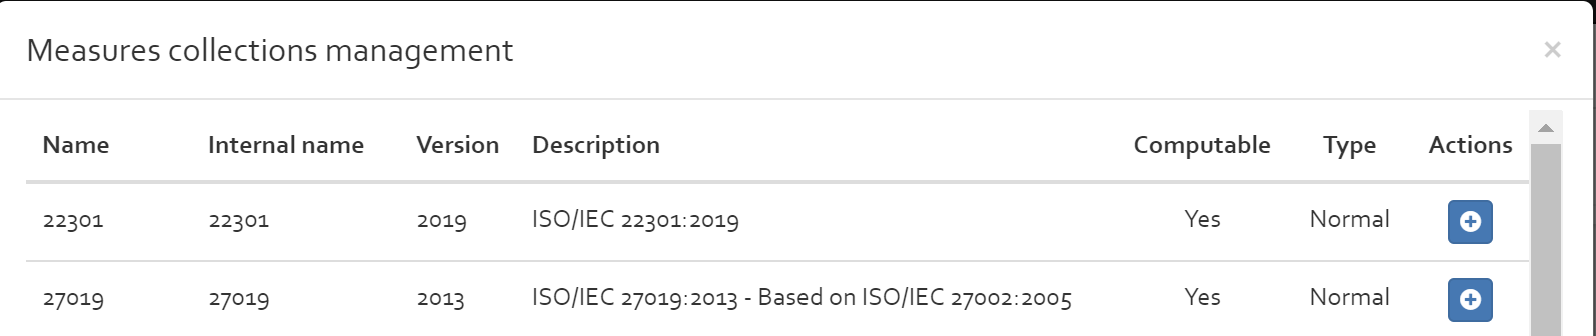 Measures collections management ×
Name Internal name Version Description Computable Type Actions
22301 22301 2019 ISO/IEC 22301:2019 Yes Normal
27019 27019 2013 ISO/IEC 27019:2013 - Based on ISO/IEC 27002:2005 Yes Normal